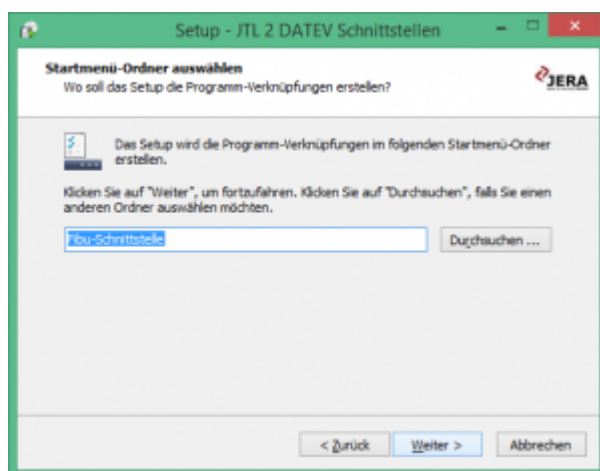 Setup - JTL 2 DATEV Schnittstellen
Startmenü-Ordner auswählen
Wo soll das Setup die Programm-Verknüpfungen erstellen?
JERA
Das Setup wird die Programm-Verknüpfungen im folgenden Startmenü-Ordner
erstellen.
Klicken Sie auf "Weiter", um fortzufahren. Klicken Sie auf "Durchsuchen", falls Sie einen
anderen Ordner auswählen möchten.
Fibu-Schnittstelle
Durchsuchen ...
< Zurück
Weiter >
Abbrechen